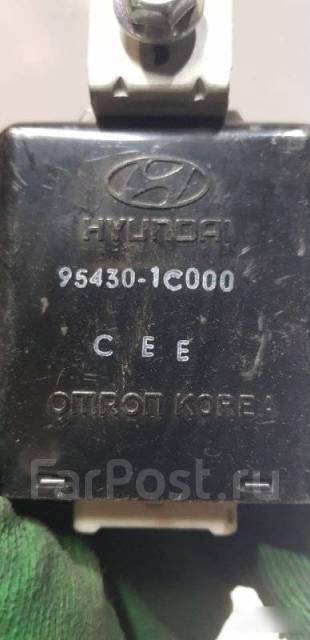 HYUNDAI
95430-1C000
C E E
OMRON KOREA
FarPost.ru